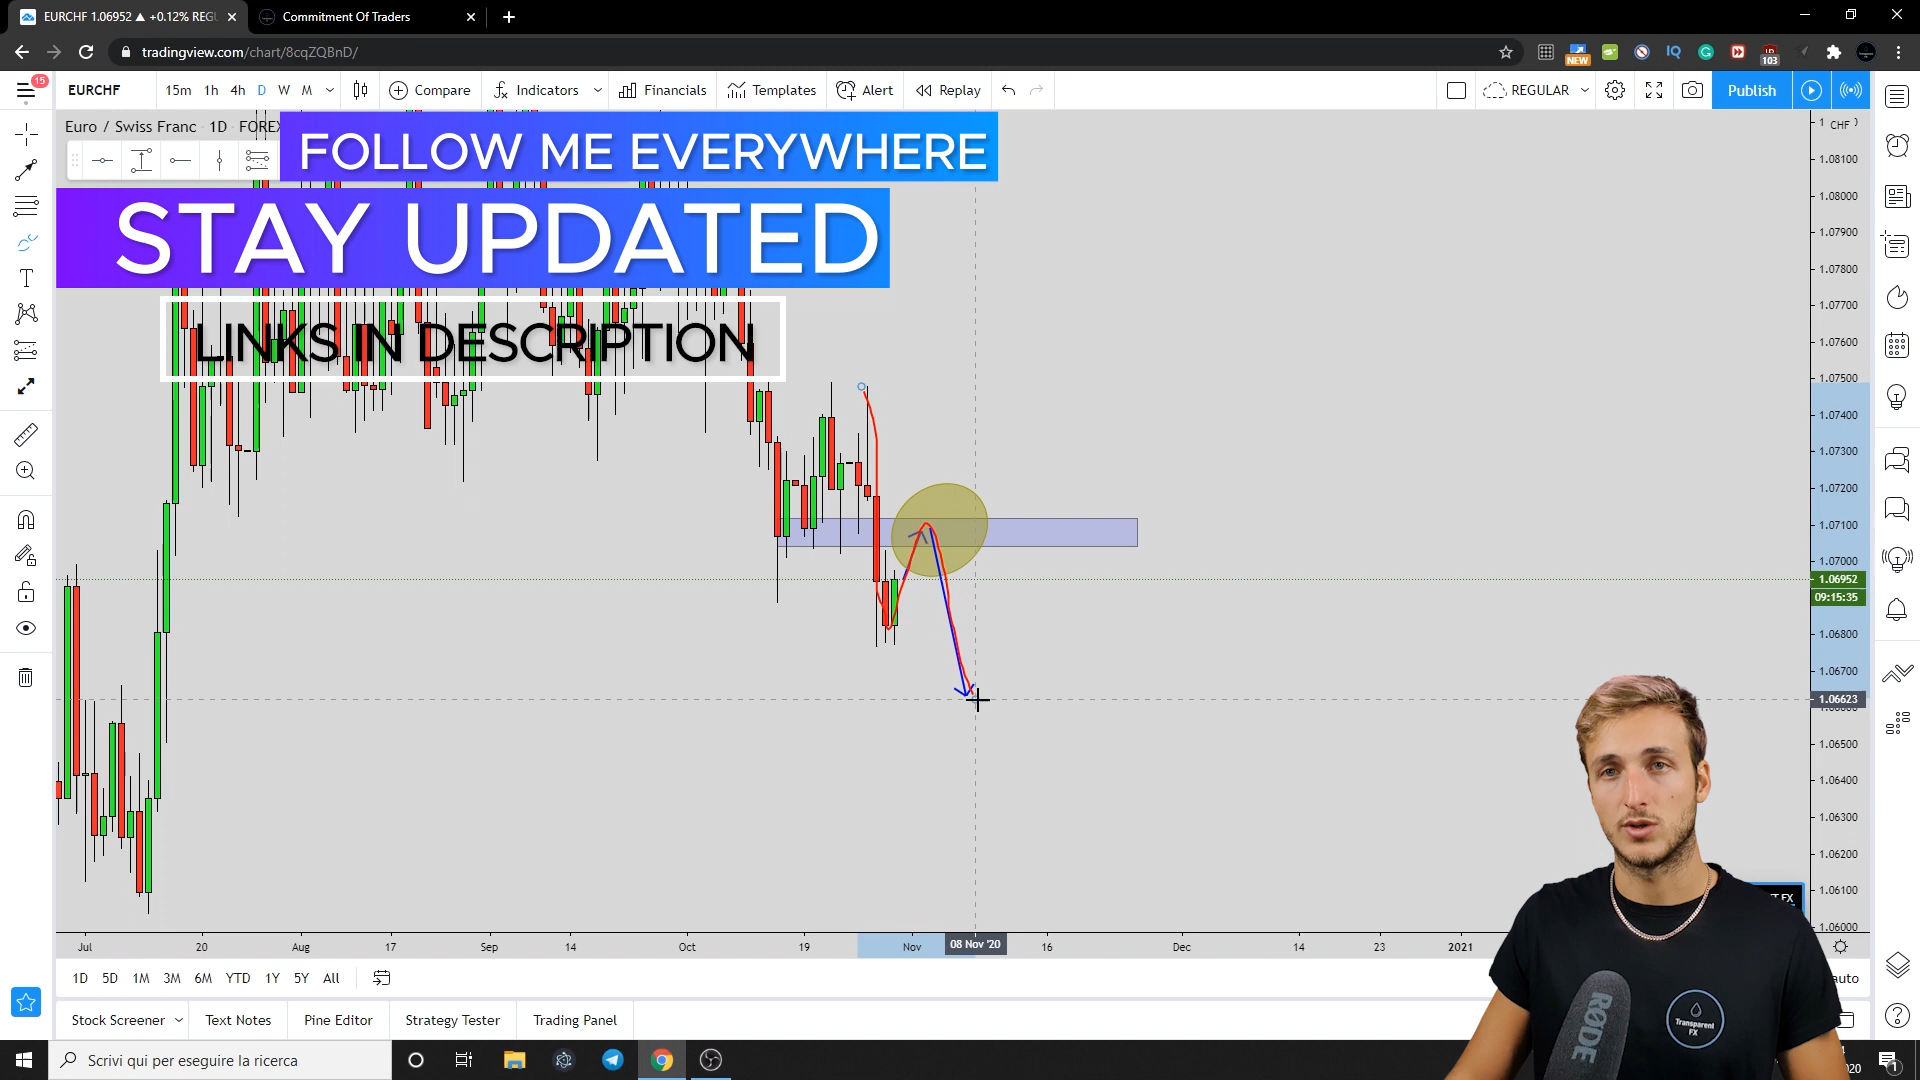 EURCHF 1.06952 ▲ +0.12% REGU
Commitment Of Traders
tradingview.com/chart/8cqZQBnD/
NEW
IQ
103
15
EURCHF
15m 1h 4h D W M
Compare
Indicators
Financials
Templates
Alert
Replay
REGULAR
Publish
Euro / Swiss Franc 1D FOREX
CHF
FOLLOW ME EVERYWHERE
STAY UPDATED
LINKS IN DESCRIPTION
1.08100
1.08000
1.07900
1.07800
1.07700
1.07600
1.07500
1.07400
1.07300
1.07200
1.07100
1.07000
1.06952
09:15:35
1.06800
1.06700
1.06623
1.06500
1.06400
1.06300
1.06200
1.06100
1.06000
Jul 20 Aug 17 Sep 14 Oct 19 Nov 08 Nov '20 16 Dec 14 23 2021
1D 5D 1M 3M 6M YTD 1Y 5Y All
auto
Stock Screener
Text Notes
Pine Editor
Strategy Tester
Trading Panel
RØDE
Transparent
FX
Scrivi qui per eseguire la ricerca
1